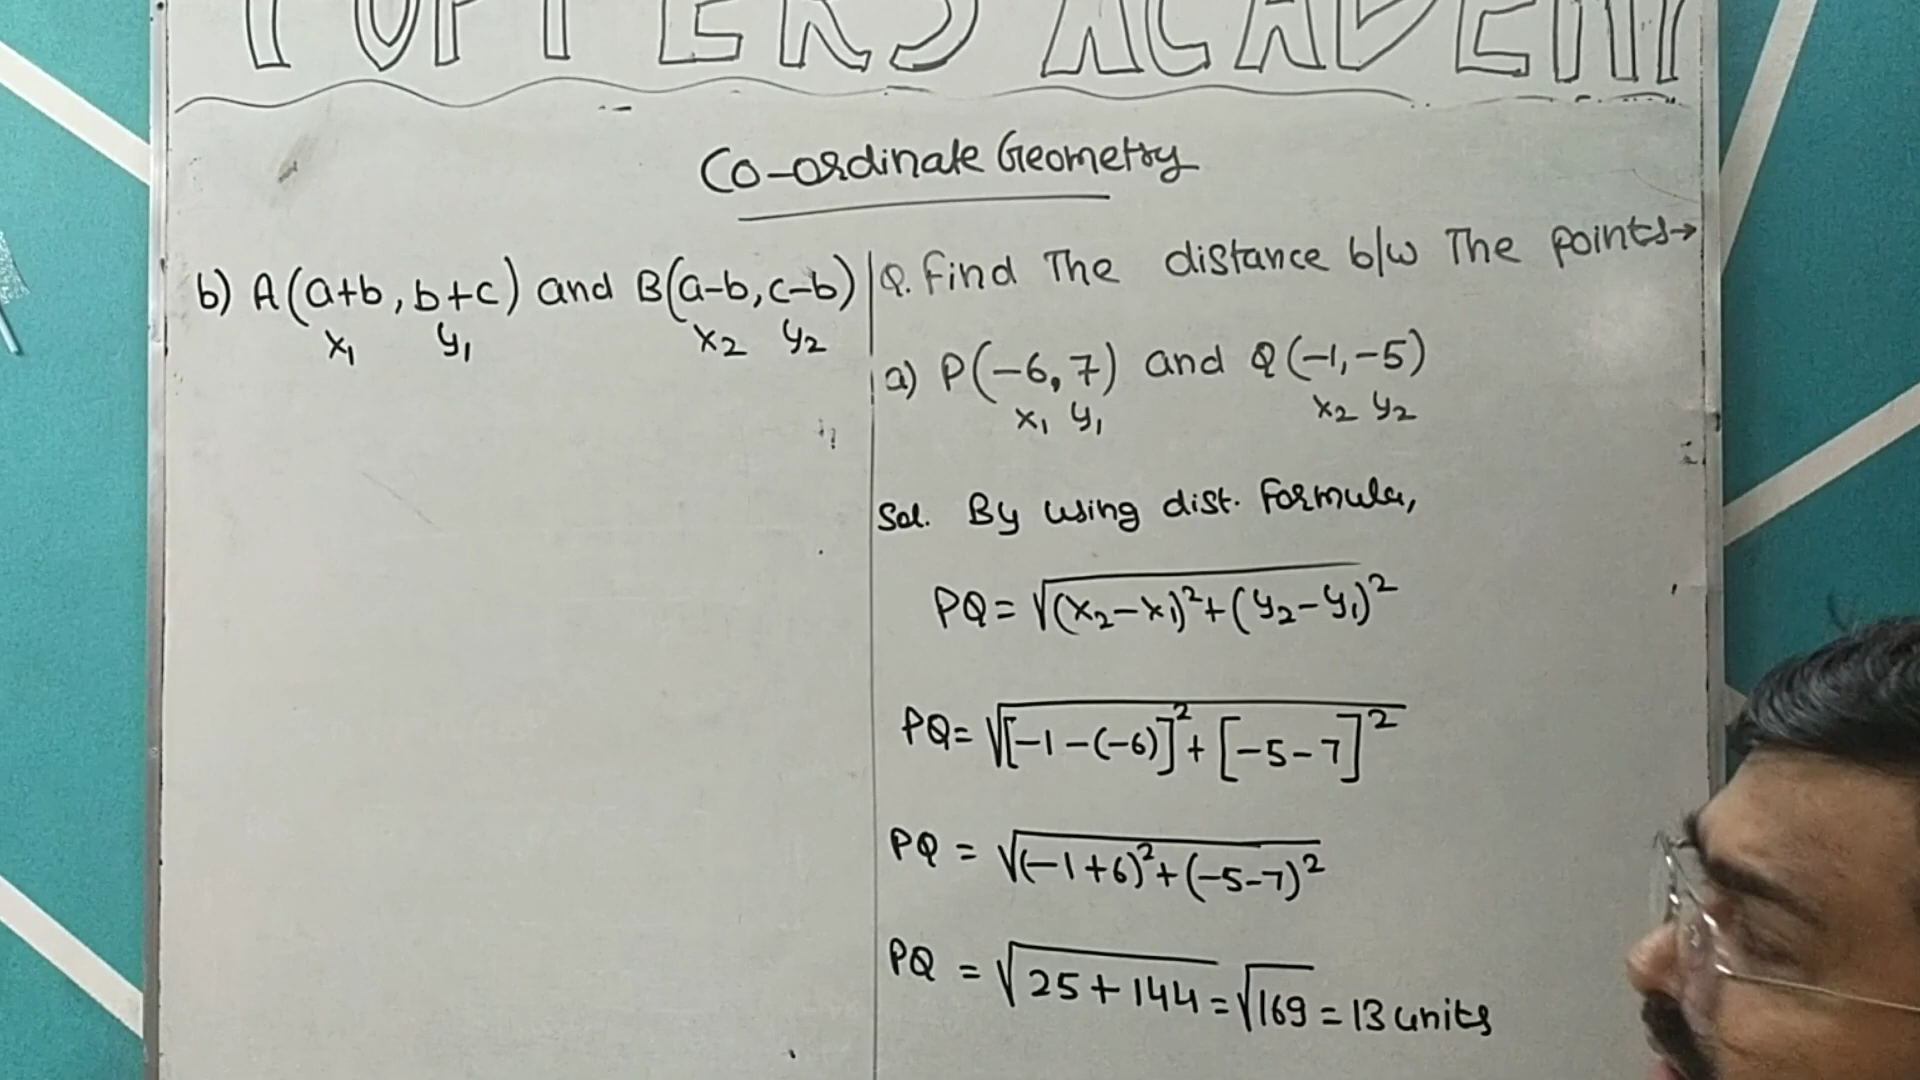 TOPPERS ACADEMY
Co-ordinate Geometry
b) A(a+b, b+c) and B(a-b, c-b)
x₁ y₁ x₂ y₂
Q. Find The distance b/w The points→
a) P(-6, 7) and Q(-1, -5)
x₁ y₁ x₂ y₂
Sol. By using dist. Formula,
PQ = √(x₂-x₁)²+(y₂-y₁)²
PQ = √[-1-(-6)]²+[-5-7]²
PQ = √(-1+6)²+(-5-7)²
PQ = √25+144 = √169 = 13 units